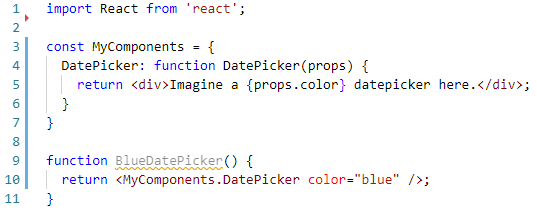 1 import React from 'react';
2
3 const MyComponents = {
4   DatePicker: function DatePicker(props) {
5     return <div>Imagine a {props.color} datepicker here.</div>;
6   }
7 }
8
9 function BlueDatePicker() {
10   return <MyComponents.DatePicker color="blue" />;
11 }